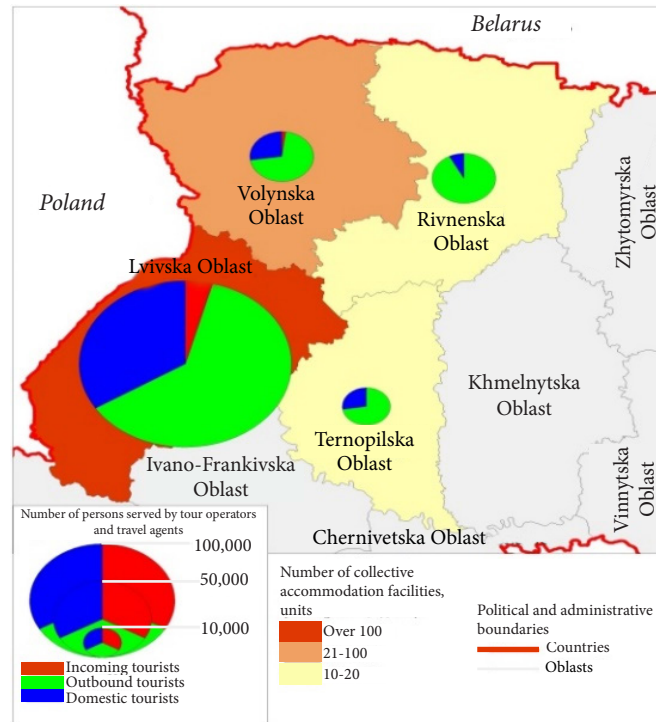 Belarus
Poland
Volynska
Oblast
Rivnenska
Oblast
Zhytomyrska
Oblast
Lvivska Oblast
Khmelnytska
Oblast
Ternopilska
Oblast
Ivano-Frankivska
Oblast
Vinnytska
Oblast
Chernivetska Oblast
Number of persons served by tour operators
and travel agents
100,000
50,000
10,000
Incoming tourists
Outbound tourists
Domestic tourists
Number of collective
accommodation facilities,
units
Over 100
21-100
10-20
Political and administrative
boundaries
Countries
Oblasts